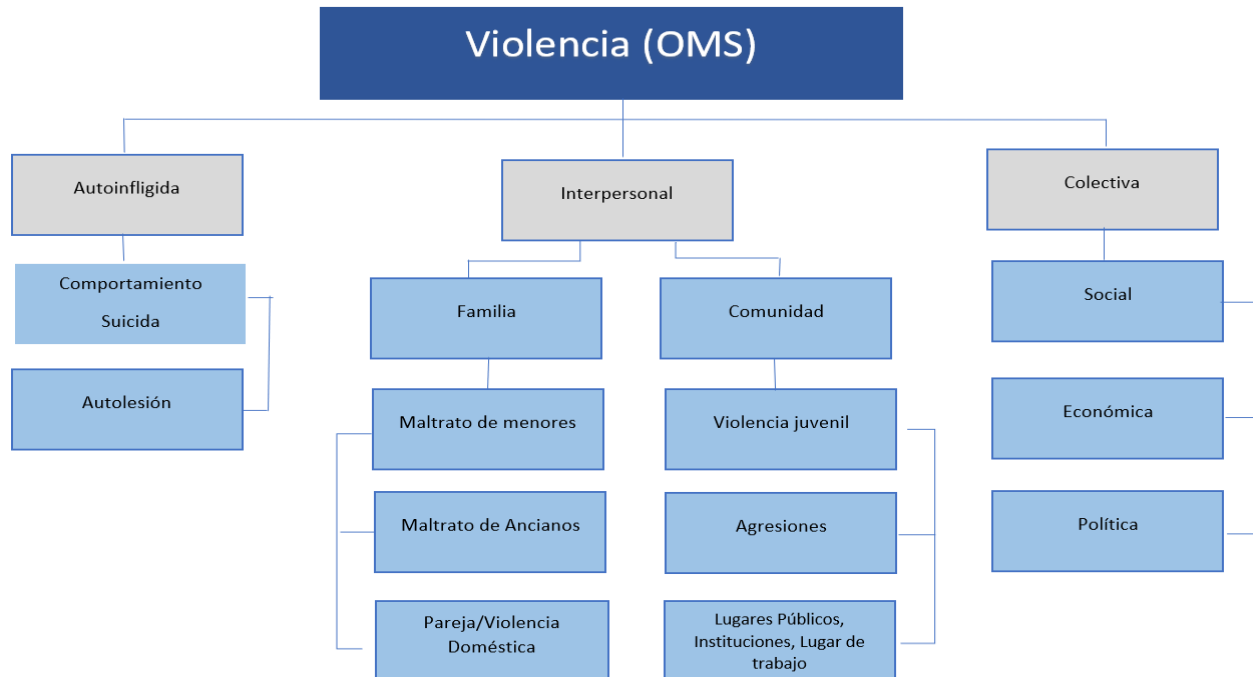 Violencia (OMS)
Autoinfligida
Interpersonal
Colectiva
Comportamiento
Suicida
Autolesión
Familia
Comunidad
Maltrato de menores
Maltrato de Ancianos
Pareja/Violencia
Doméstica
Violencia juvenil
Agresiones
Lugares Públicos,
Instituciones, Lugar de
trabajo
Social
Económica
Política